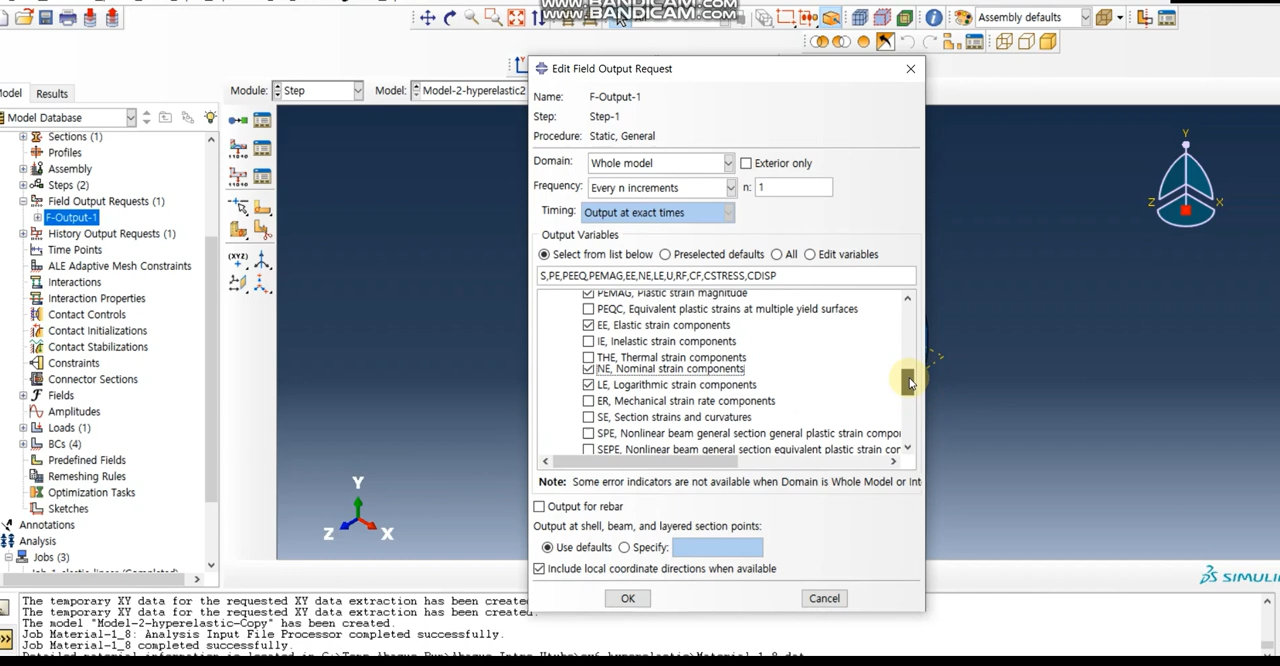 WWW.BANDICAM.COM
Assembly defaults
Model
Results
Module:
Step
Model:
Model-2-hyperelastic2
Model Database
Sections (1)
Profiles
Assembly
Steps (2)
Field Output Requests (1)
F-Output-1
History Output Requests (1)
Time Points
ALE Adaptive Mesh Constraints
Interactions
Interaction Properties
Contact Controls
Contact Initializations
Contact Stabilizations
Constraints
Connector Sections
Fields
Amplitudes
Loads (1)
BCs (4)
Predefined Fields
Remeshing Rules
Optimization Tasks
Sketches
Annotations
Analysis
Jobs (3)
(XYZ)
Edit Field Output Request
Name:
F-Output-1
Step:
Step-1
Procedure:
Static, General
Domain:
Whole model
Exterior only
Frequency:
Every n increments
n:
1
Timing:
Output at exact times
Output Variables
Select from list below
Preselected defaults
All
Edit variables
S,PE,PEEQ,PEMAG,EE,NE,LE,U,RF,CF,CSTRESS,CDISP
PEMAG, Plastic strain magnitude
PEQC, Equivalent plastic strains at multiple yield surfaces
EE, Elastic strain components
IE, Inelastic strain components
THE, Thermal strain components
NE, Nominal strain components
LE, Logarithmic strain components
ER, Mechanical strain rate components
SE, Section strains and curvatures
SPE, Nonlinear beam general section general plastic strain compo
SEPE, Nonlinear beam general section equivalent plastic strain cor
Note: Some error indicators are not available when Domain is Whole Model or Inte
Output for rebar
Output at shell, beam, and layered section points:
Use defaults
Specify:
Include local coordinate directions when available
OK
Cancel
Y
Z
X
Y
Z
X
SIMULIA
The temporary XY data for the requested XY data extraction has been created.
The temporary XY data for the requested XY data extraction has been created.
The model "Model-2-hyperelastic-Copy" has been created.
Job Material-1_8: Analysis Input File Processor completed successfully.
Job Material-1_8 completed successfully.